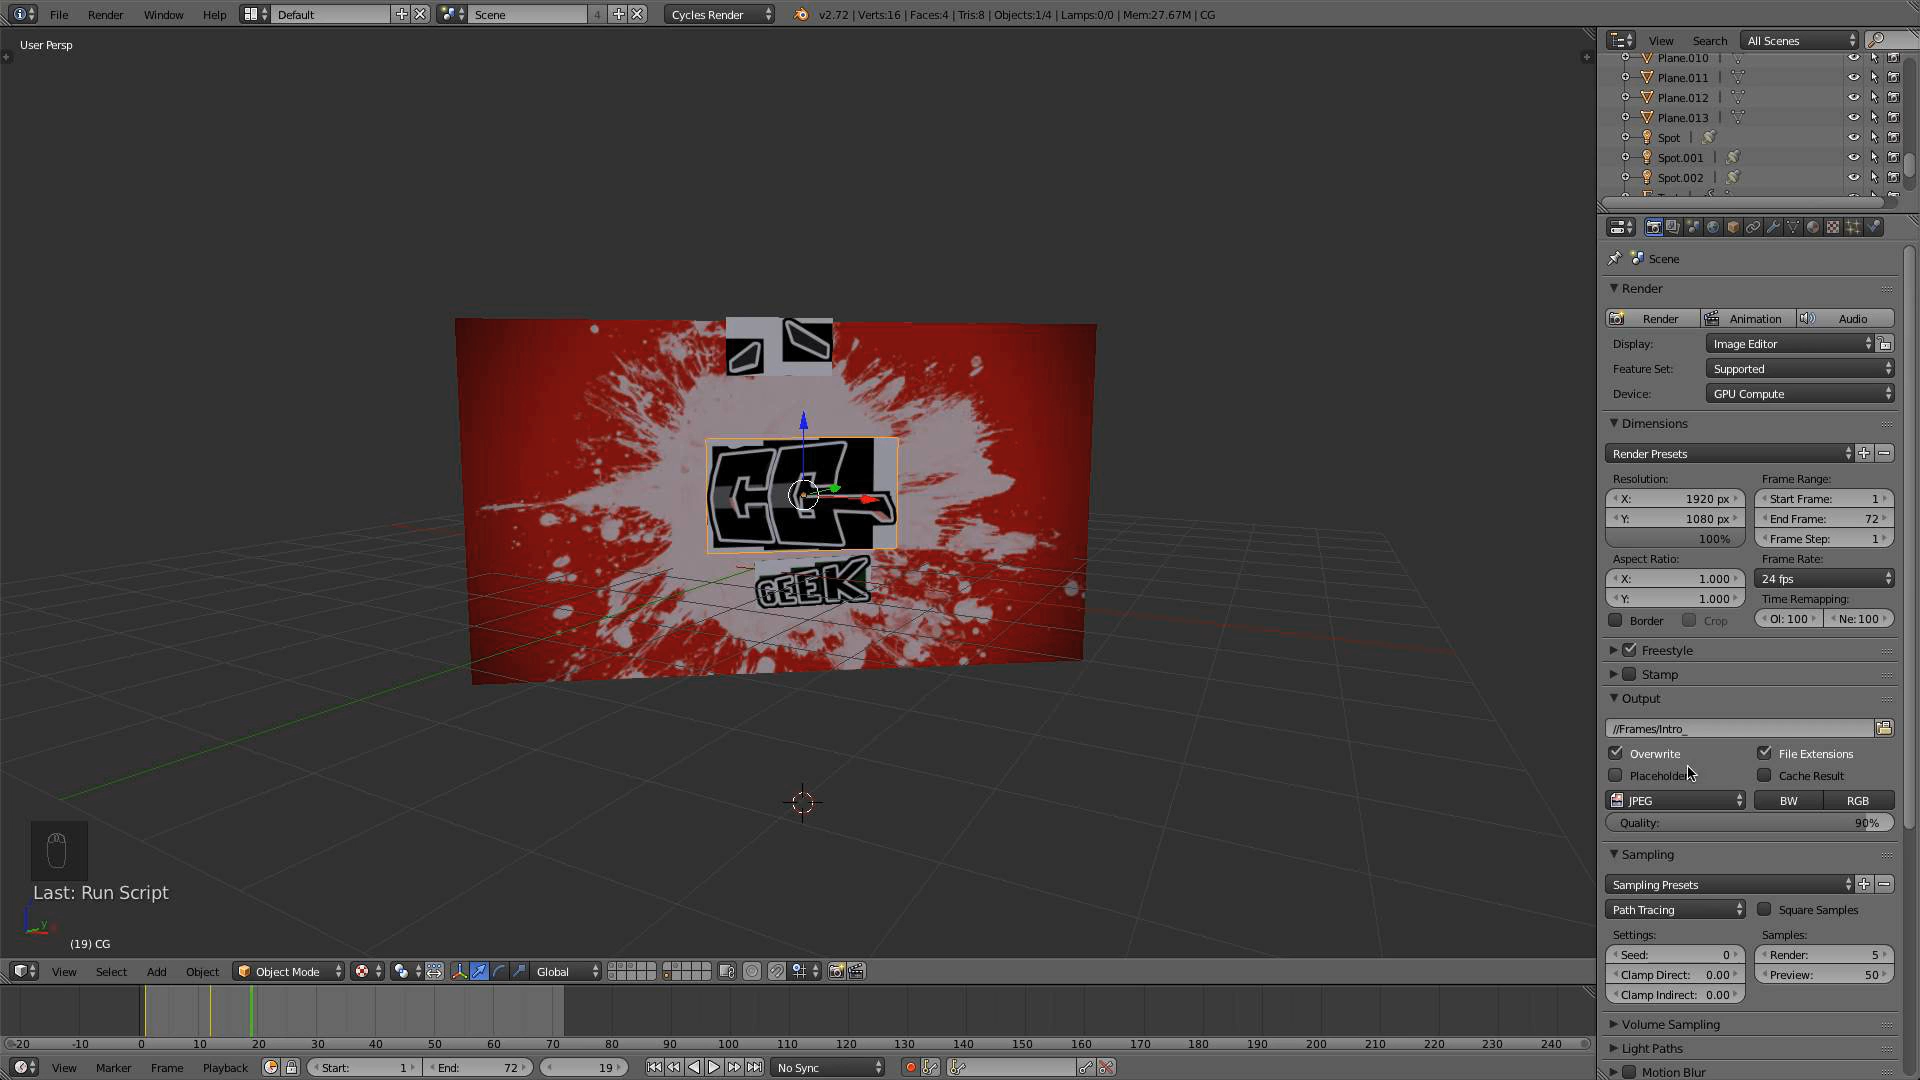 File Render Window Help Default Scene 4 Cycles Render v2.72 | Verts:16 | Faces:4 | Tris:8 | Objects:1/4 | Lamps:0/0 | Mem:27.67M | CG
User Persp
View Search All Scenes
Plane.010
Plane.011
Plane.012
Plane.013
Spot
Spot.001
Spot.002
Scene
Render
Render Animation Audio
Display: Image Editor
Feature Set: Supported
Device: GPU Compute
Dimensions
Render Presets
Resolution: Frame Range:
X: 1920 px Start Frame: 1
Y: 1080 px End Frame: 72
100% Frame Step: 1
Aspect Ratio: Frame Rate:
X: 1.000 24 fps
Y: 1.000 Time Remapping:
Border Crop Ol: 100 Ne: 100
Freestyle
Stamp
Output
//Frames/Intro_
Overwrite File Extensions
Placeholde Cache Result
JPEG BW RGB
Quality: 90%
Sampling
Sampling Presets
Path Tracing Square Samples
Settings: Samples:
Seed: 0 Render: 5
Clamp Direct: 0.00 Preview: 50
Clamp Indirect: 0.00
Volume Sampling
Light Paths
Motion Blur
CG
GEEK
Last: Run Script
(19) CG
View Select Add Object Object Mode Global
-20 -10 0 10 20 30 40 50 60 70 80 90 100 110 120 130 140 150 160 170 180 190 200 210 220 230 240
View Marker Frame Playback Start: 1 End: 72 19 No Sync